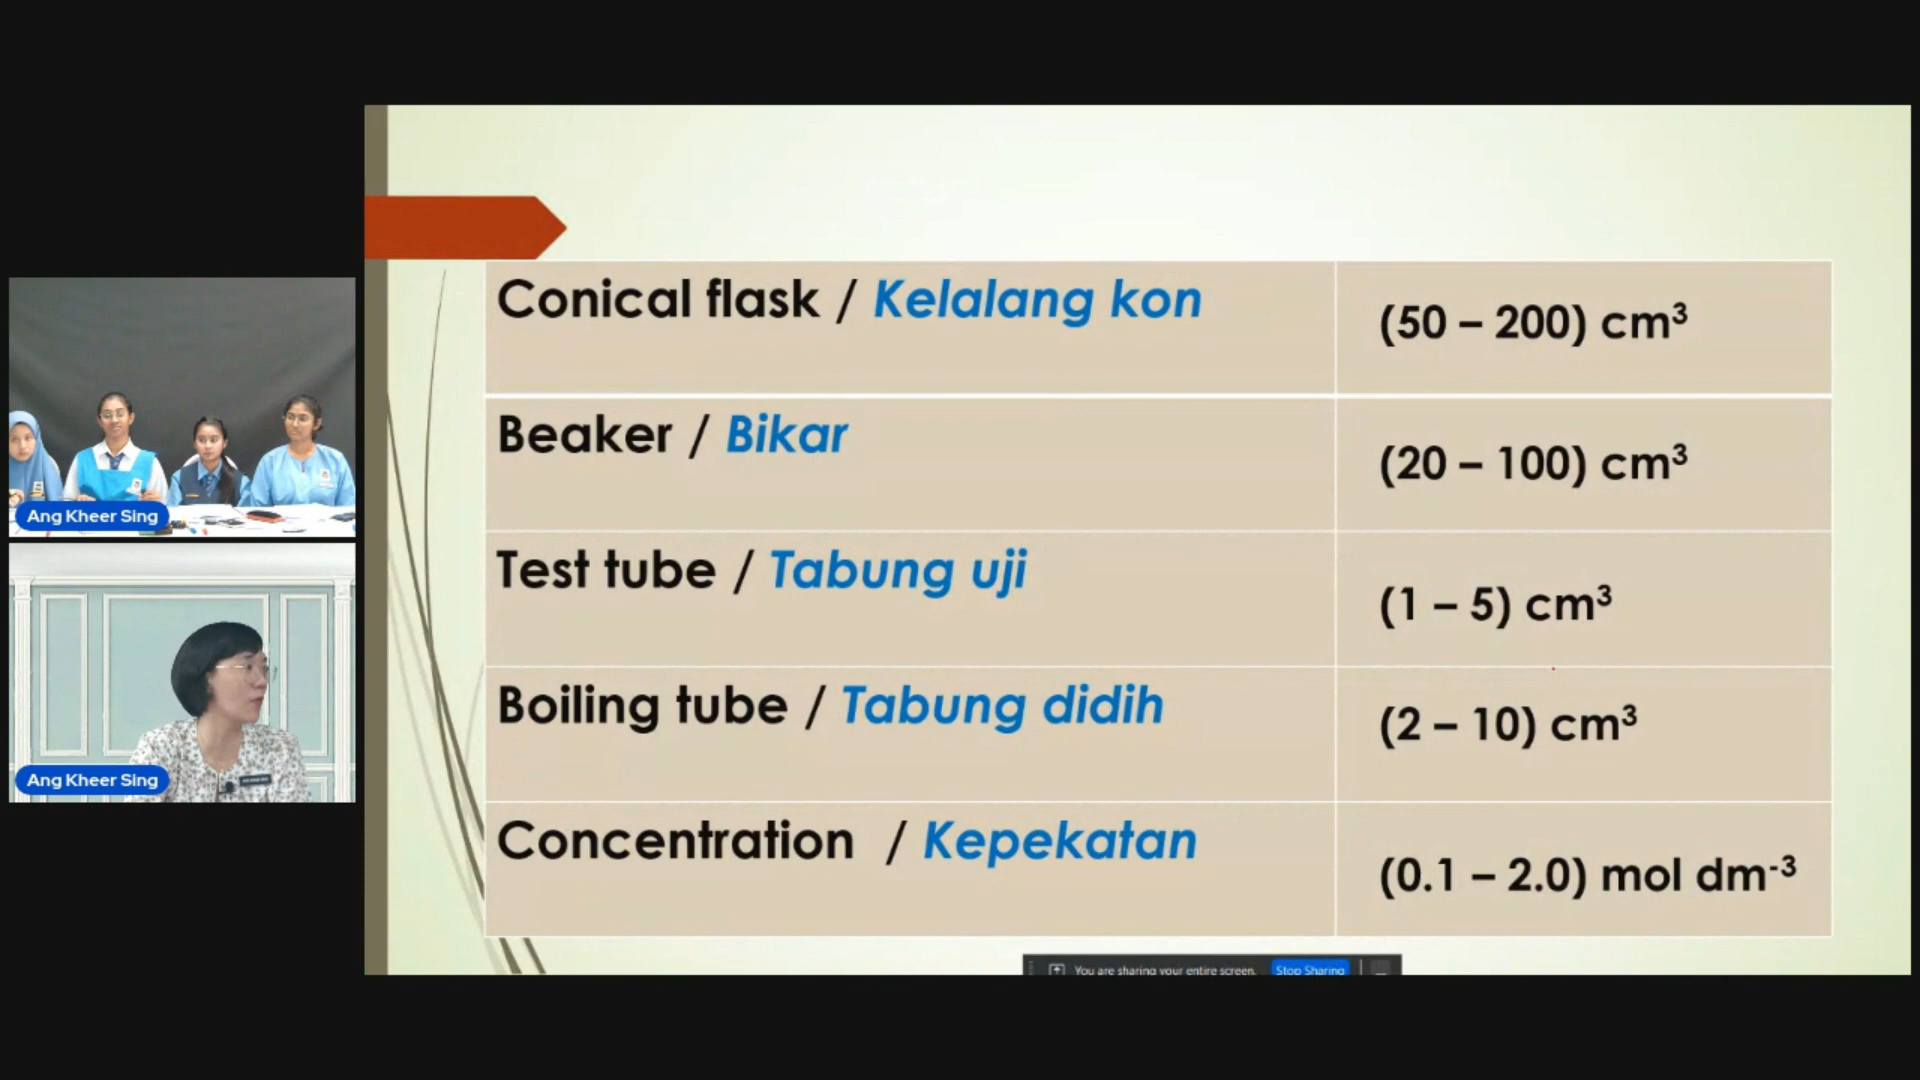 Conical flask / Kelalang kon
(50 – 200) cm³
Beaker / Bikar
(20 – 100) cm³
Test tube / Tabung uji
(1 – 5) cm³
Boiling tube / Tabung didih
(2 – 10) cm³
Concentration / Kepekatan
(0.1 – 2.0) mol dm⁻³
Ang Kheer Sing
Ang Kheer Sing
You are sharing your entire screen.
Stop Sharing